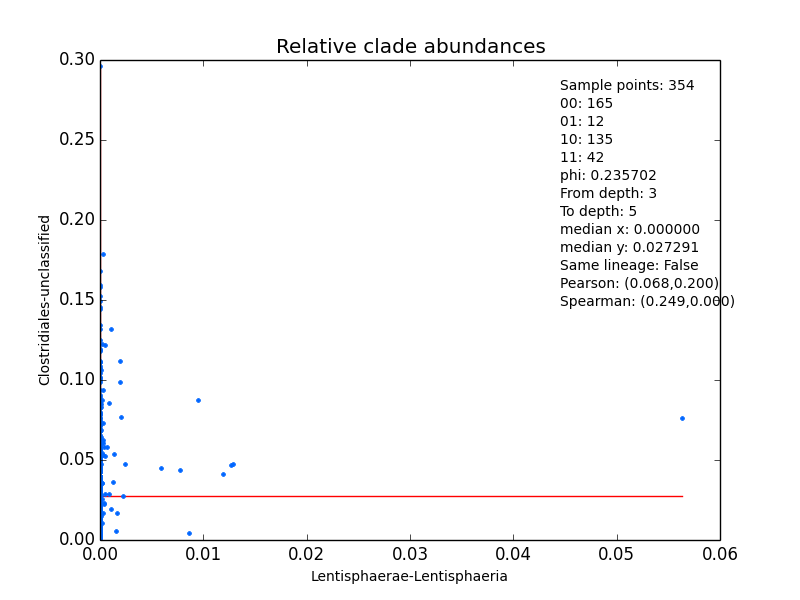 Relative clade abundances
0.30
0.25
0.20
0.15
0.10
0.05
0.00
Clostridiales-unclassified
Sample points: 354
00: 165
01: 12
10: 135
11: 42
phi: 0.235702
From depth: 3
To depth: 5
median x: 0.000000
median y: 0.027291
Same lineage: False
Pearson: (0.068,0.200)
Spearman: (0.249,0.000)
0.00 0.01 0.02 0.03 0.04 0.05 0.06
Lentisphaerae-Lentisphaeria